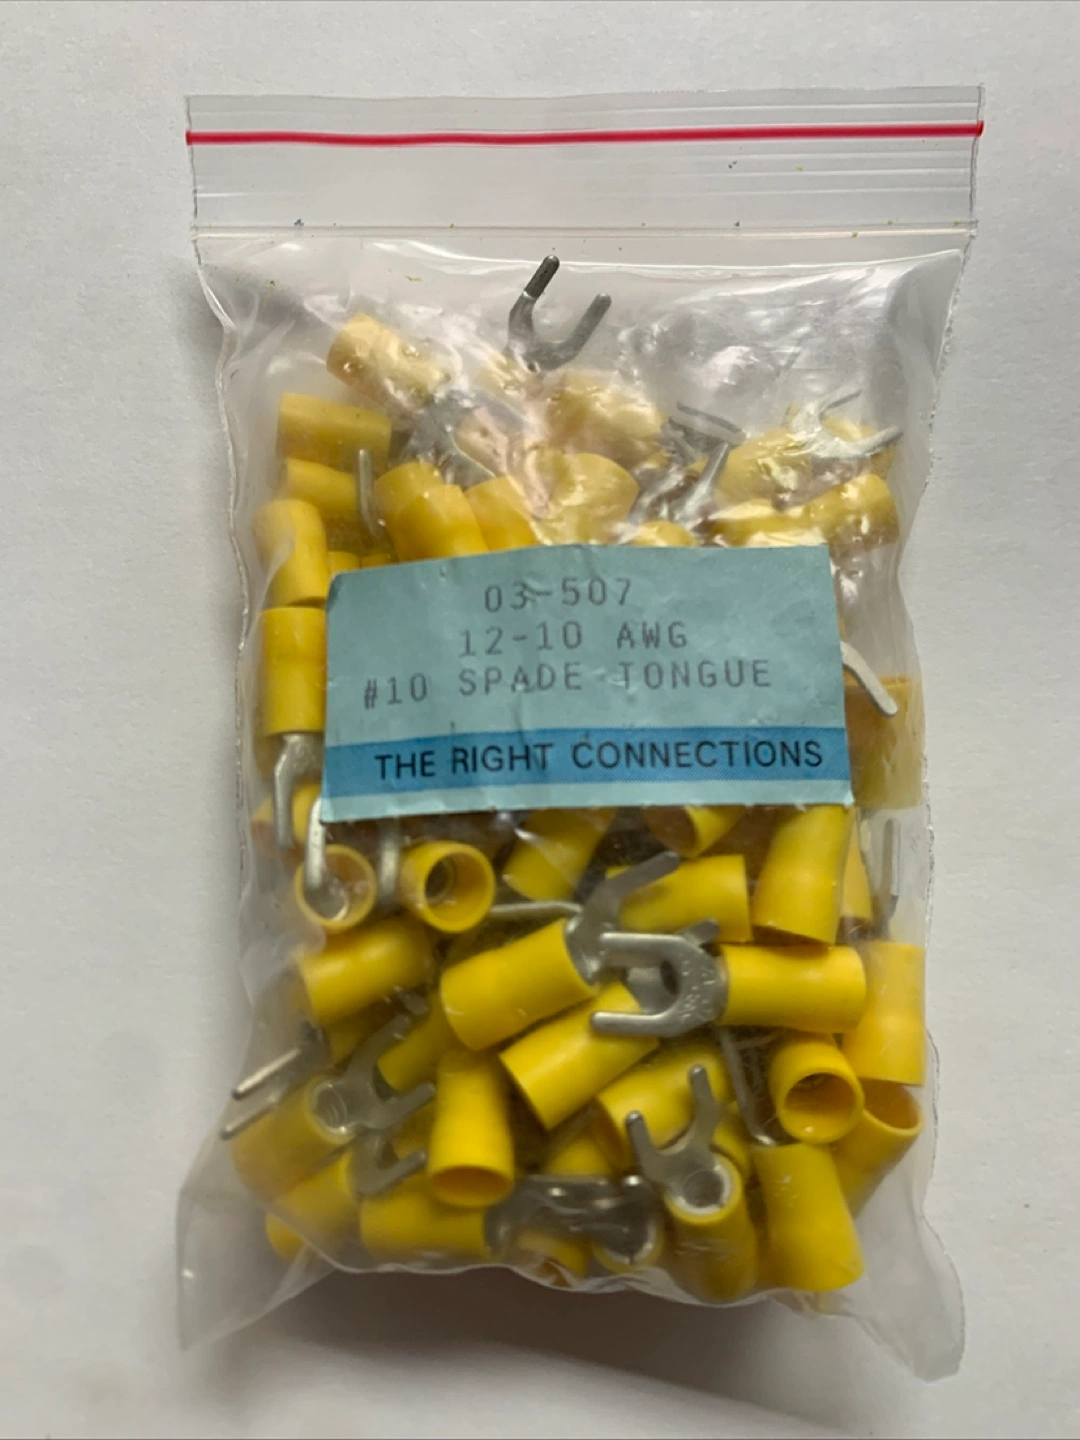 03-507
12-10 AWG
#10 SPADE TONGUE
THE RIGHT CONNECTIONS